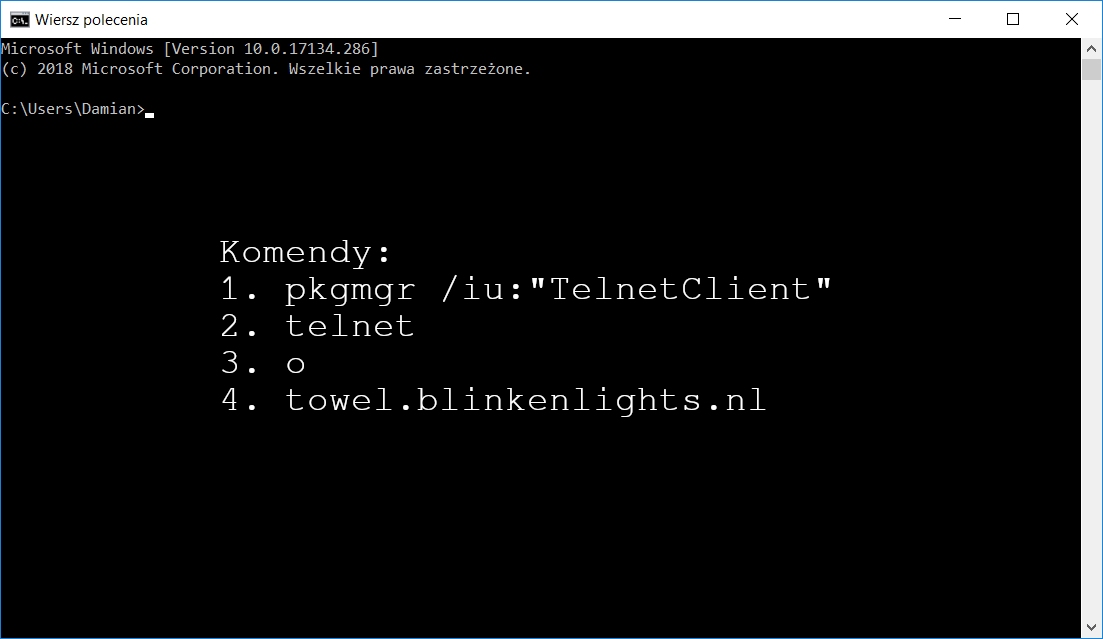 Wiersz polecenia
Microsoft Windows [Version 10.0.17134.286]
(c) 2018 Microsoft Corporation. Wszelkie prawa zastrzeżone.
C:\Users\Damian>
Komendy:
1. pkgmgr /iu:"TelnetClient"
2. telnet
3. o
4. towel.blinkenlights.nl